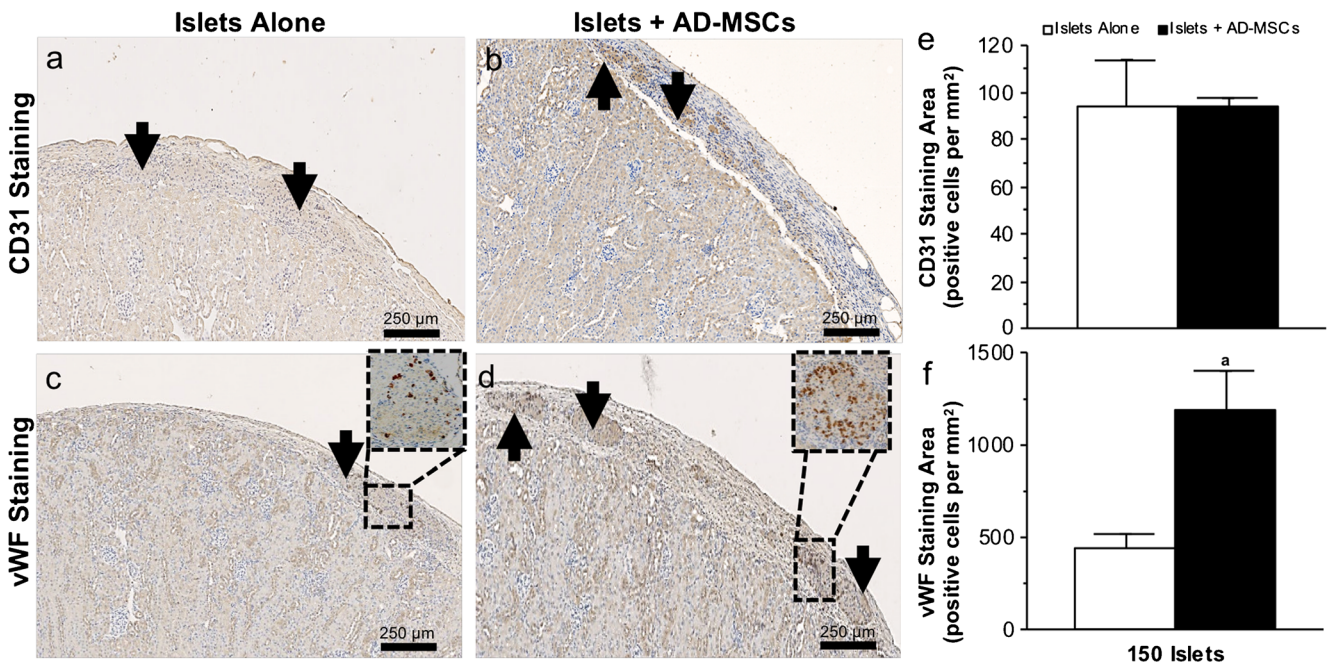 Islets Alone
Islets + AD-MSCs
CD31 Staining
vWF Staining
a
250 µm
b
250 µm
c
250 µm
d
250 µm
e
Islets Alone
Islets + AD-MSCs
CD31 Staining Area
(positive cells per mm²)
120
100
80
60
40
20
0
f
vWF Staining Area
(positive cells per mm²)
1500
1000
500
0
a
150 Islets